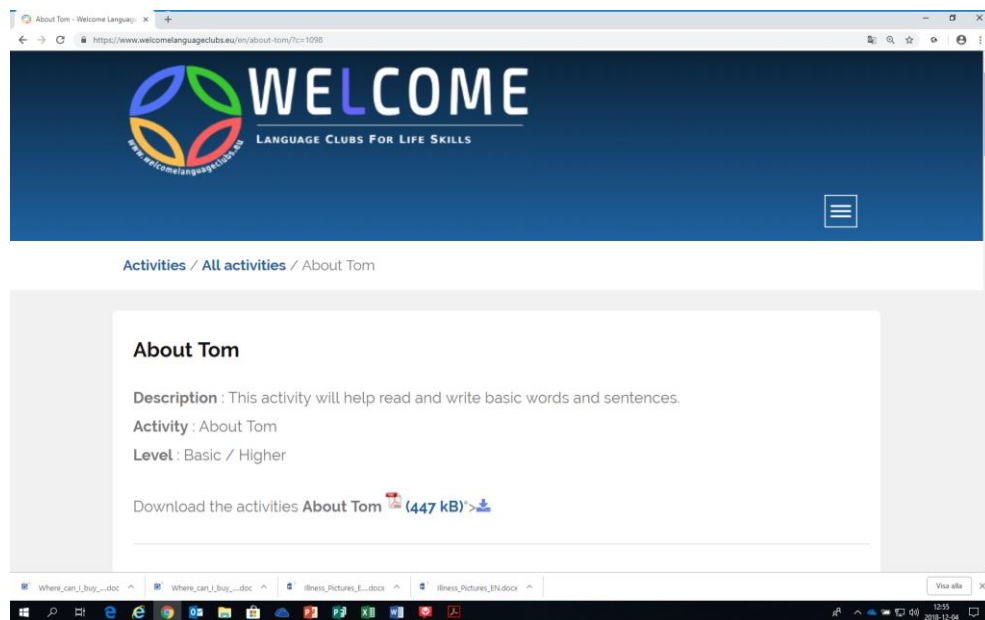 About Tom - Welcome Language
https://www.welcomelanguageclubs.eu/en/about-tom/?c=1098
WELCOME
LANGUAGE CLUBS FOR LIFE SKILLS
www.welcomelanguageclubs.eu
Activities / All activities / About Tom
About Tom
Description : This activity will help read and write basic words and sentences.
Activity : About Tom
Level : Basic / Higher
Download the activities About Tom (447 kB)">
Where_can_I_buy_....doc Where_can_I_buy_....doc Illness_Pictures_E....docx Illness_Pictures_EN.docx Visa alla
12:55
2018-12-04